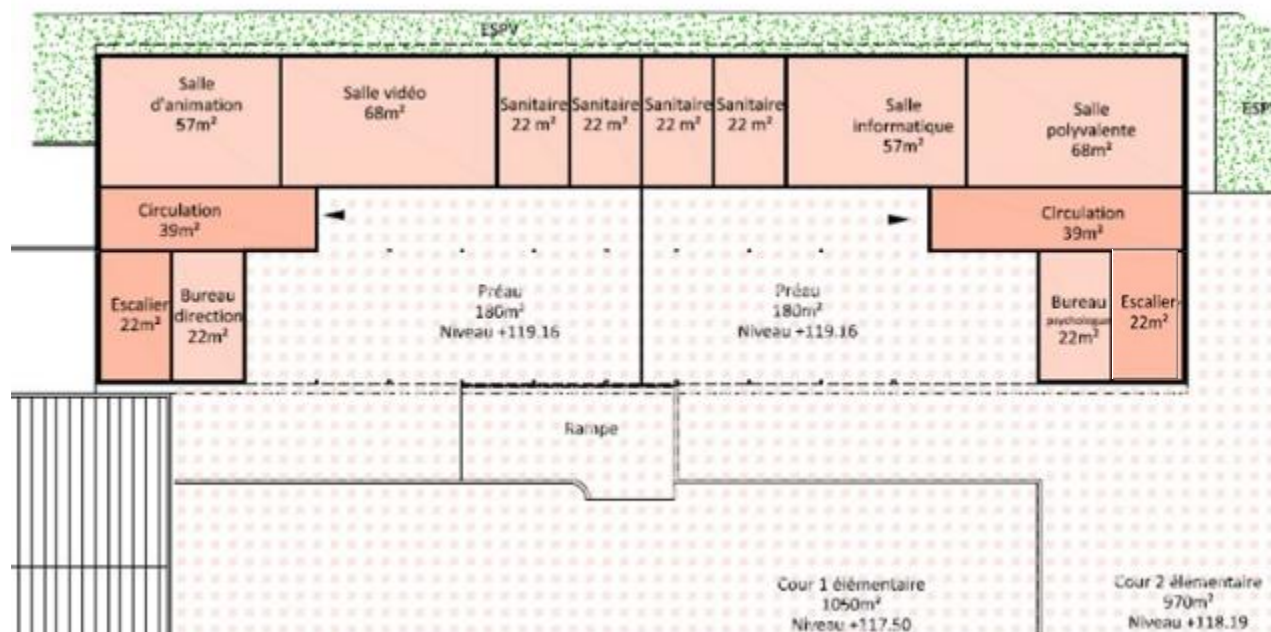 ESPV
Salle
d'animation
57m²
Salle vidéo
68m²
Sanitaire
22 m²
Sanitaire
22 m²
Sanitaire
22 m²
Sanitaire
22 m²
Salle
informatique
57m²
Salle
polyvalente
68m²
ESPV
Circulation
39m²
Circulation
39m²
Escalier
22m²
Bureau
direction
22m²
Préau
180m²
Niveau +119.16
Préau
180m²
Niveau +119.16
Bureau
psychologue
22m²
Escalier
22m²
Rampe
Cour 1 élémentaire
1050m²
Niveau +117.50
Cour 2 élémentaire
970m²
Niveau +118.19